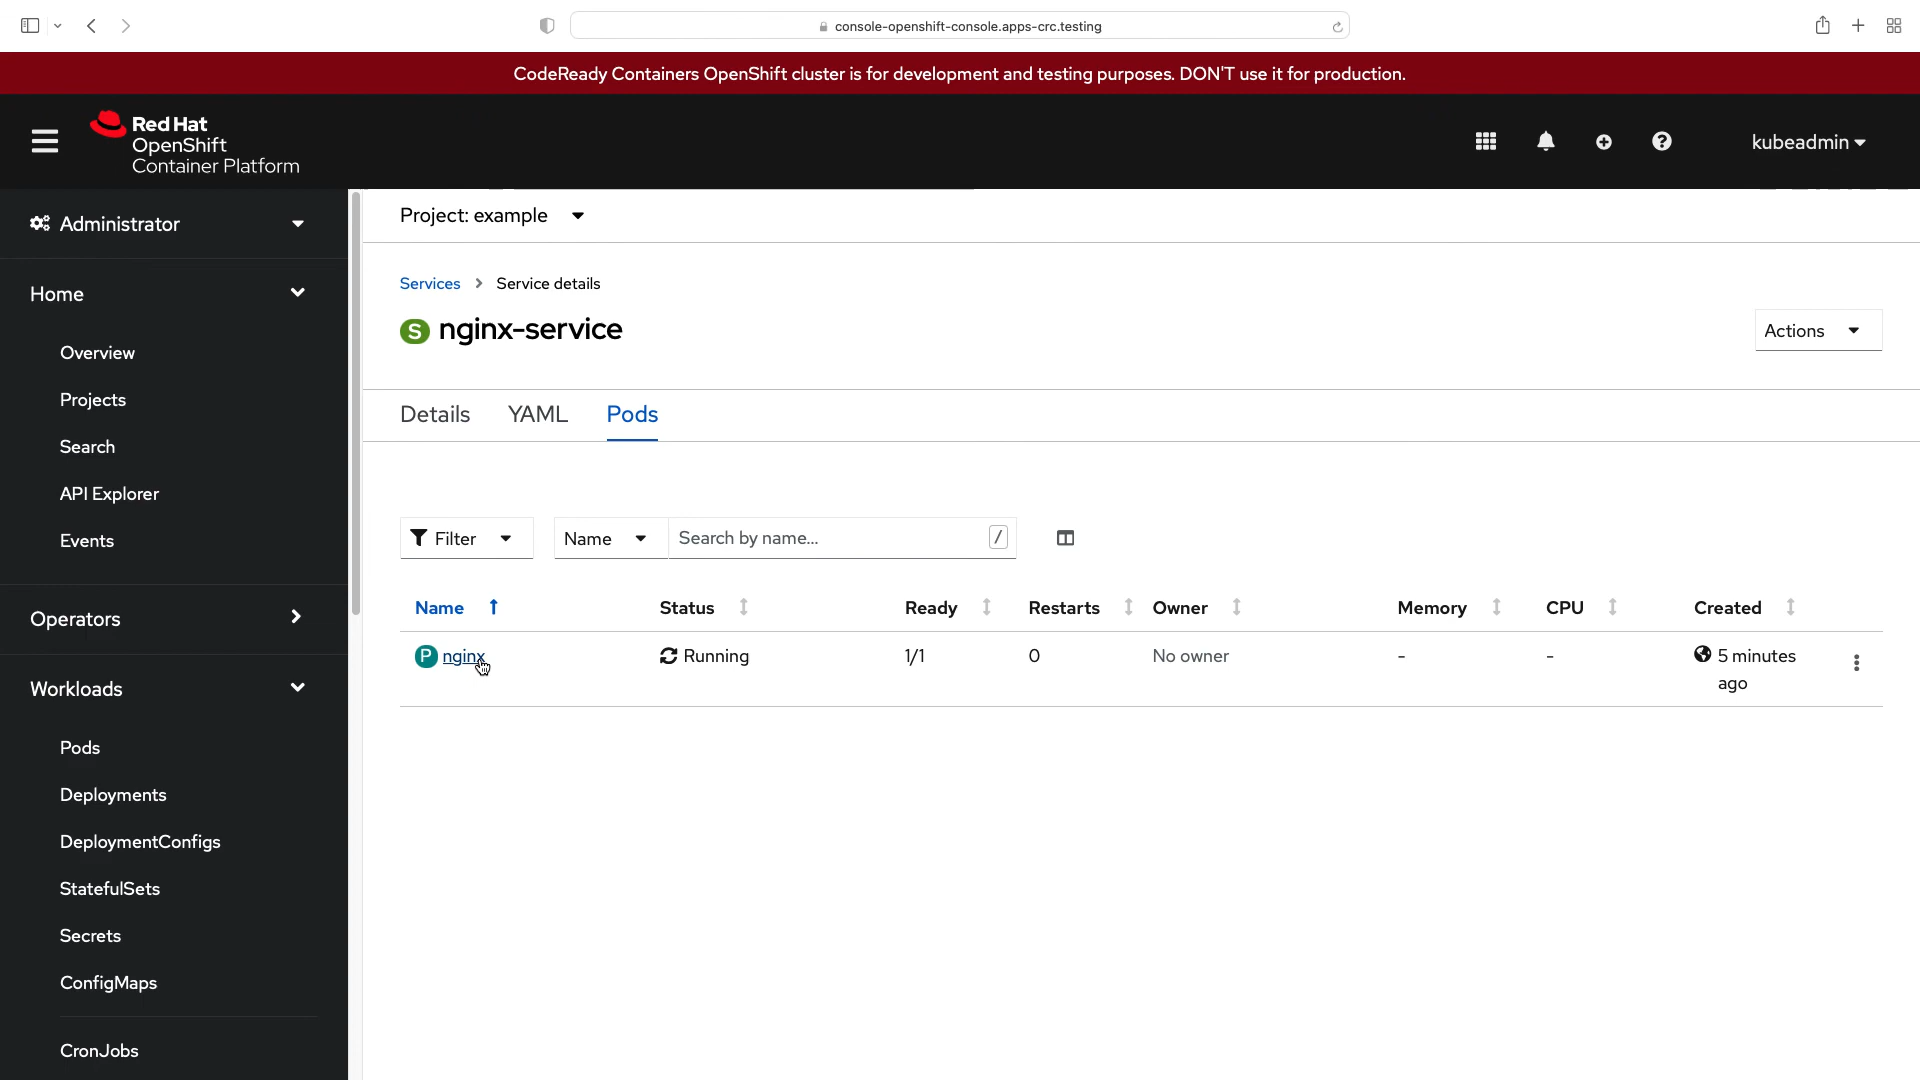 console-openshift-console.apps-crc.testing
CodeReady Containers OpenShift cluster is for development and testing purposes. DON'T use it for production.
Red Hat
OpenShift
Container Platform
kubeadmin
Administrator
Home
Overview
Projects
Search
API Explorer
Events
Operators
Workloads
Pods
Deployments
DeploymentConfigs
StatefulSets
Secrets
ConfigMaps
CronJobs
Project: example
Services > Service details
S nginx-service
Actions
Details YAML Pods
Filter Name Search by name... /
Name Status Ready Restarts Owner Memory CPU Created
P nginx Running 1/1 0 No owner - - 5 minutes
ago